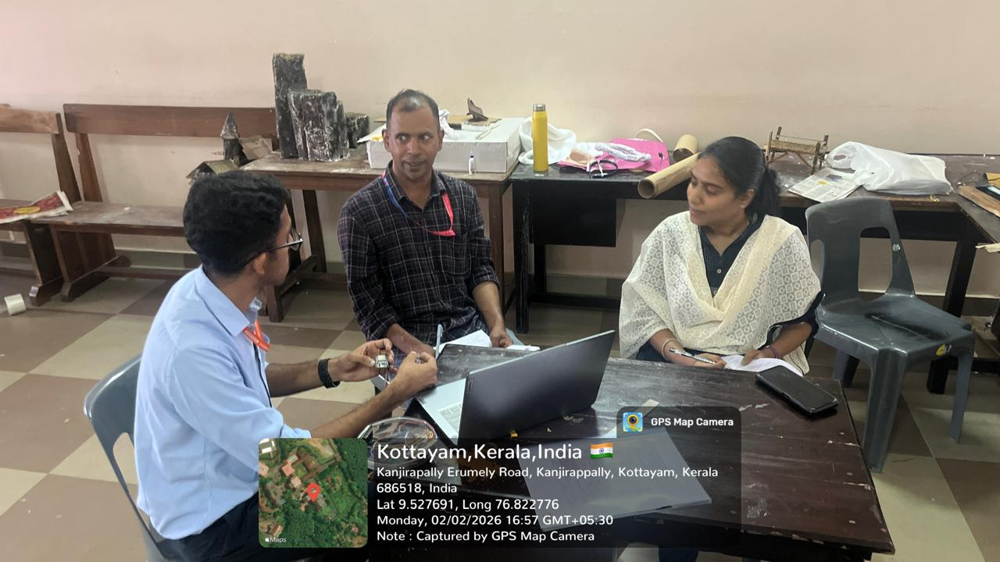 GPS Map Camera
Kottayam,Kerala,India 🇮🇳
Kanjirapally Erumely Road, Kanjirappally, Kottayam, Kerala
686518, India
Lat 9.527691, Long 76.822776
Monday, 02/02/2026 16:57 GMT+05:30
Note : Captured by GPS Map Camera
Maps